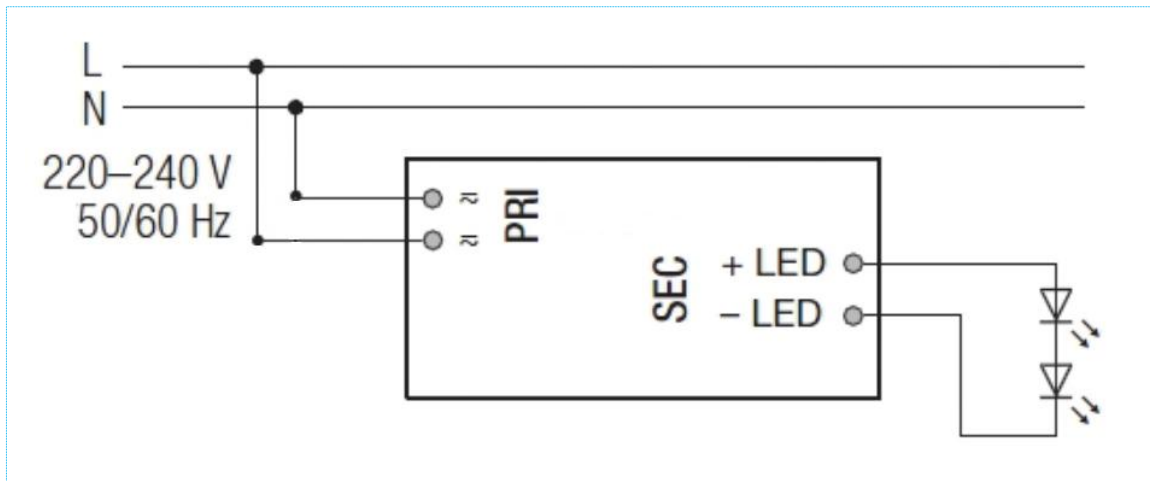 L
N
220–240 V
50/60 Hz
≈ PRI
≈
SEC
+ LED
– LED